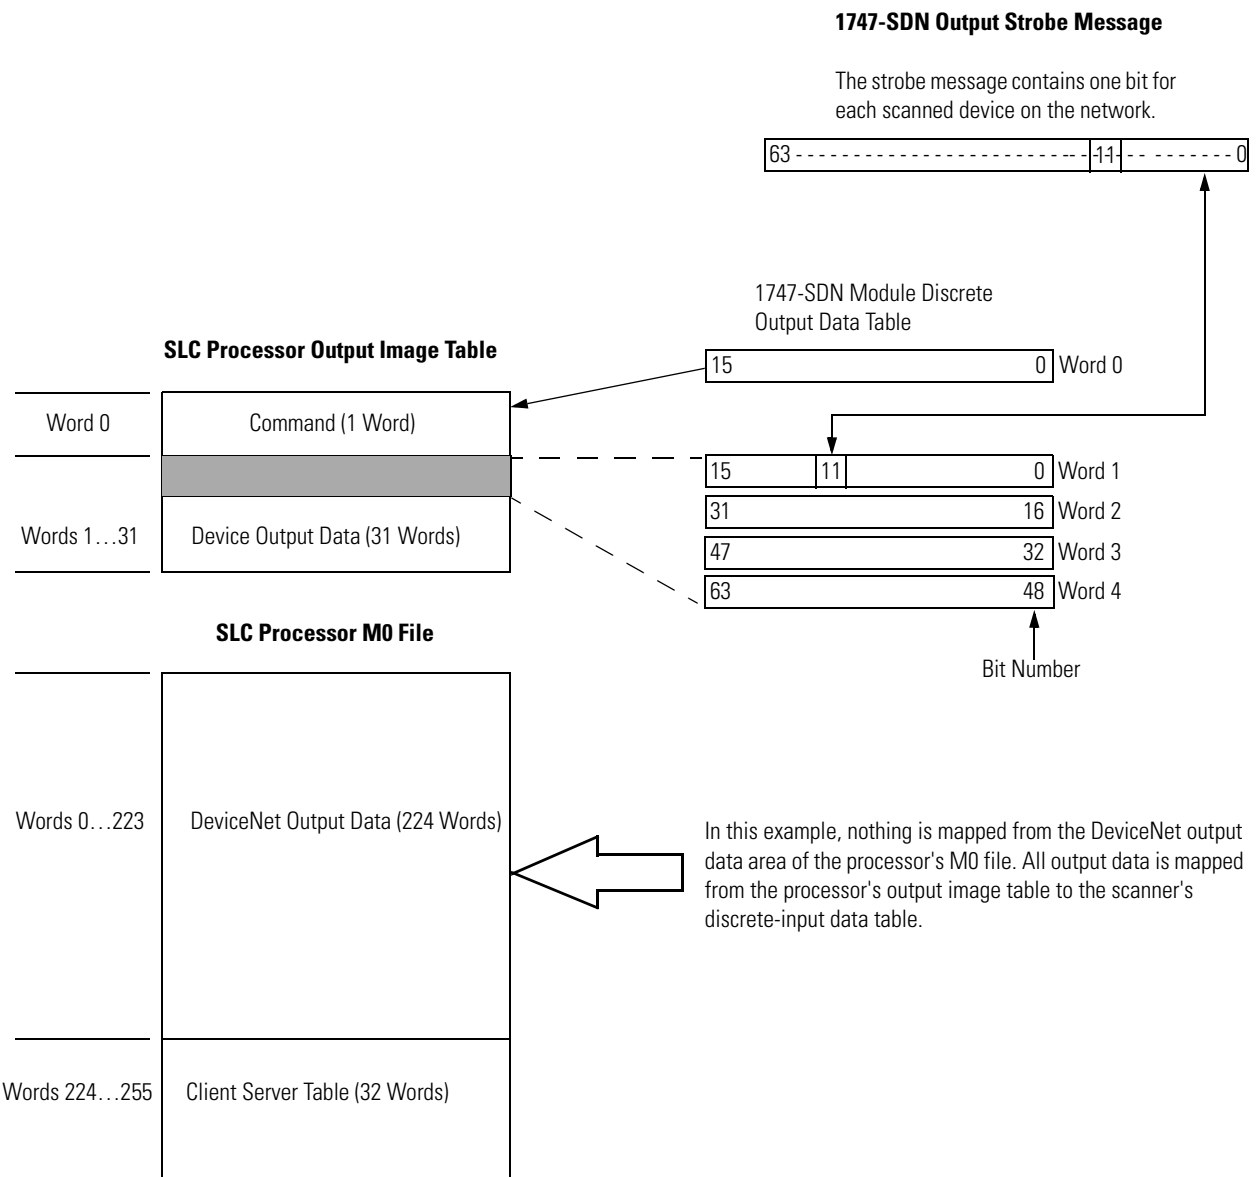 1747-SDN Output Strobe Message
The strobe message contains one bit for
each scanned device on the network.
63 11 0
1747-SDN Module Discrete
Output Data Table
SLC Processor Output Image Table
15 0 Word 0
Word 0 Command (1 Word)
15 11 0 Word 1
31 16 Word 2
Words 1...31 Device Output Data (31 Words)
47 32 Word 3
63 48 Word 4
SLC Processor M0 File
Bit Number
Words 0...223 DeviceNet Output Data (224 Words)
In this example, nothing is mapped from the DeviceNet output
data area of the processor's M0 file. All output data is mapped
from the processor's output image table to the scanner's
discrete-input data table.
Words 224...255 Client Server Table (32 Words)